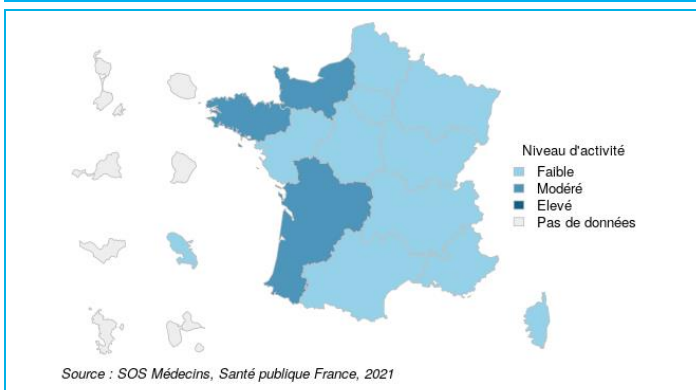 Niveau d'activité
Faible
Modéré
Elevé
Pas de données
Source : SOS Médecins, Santé publique France, 2021